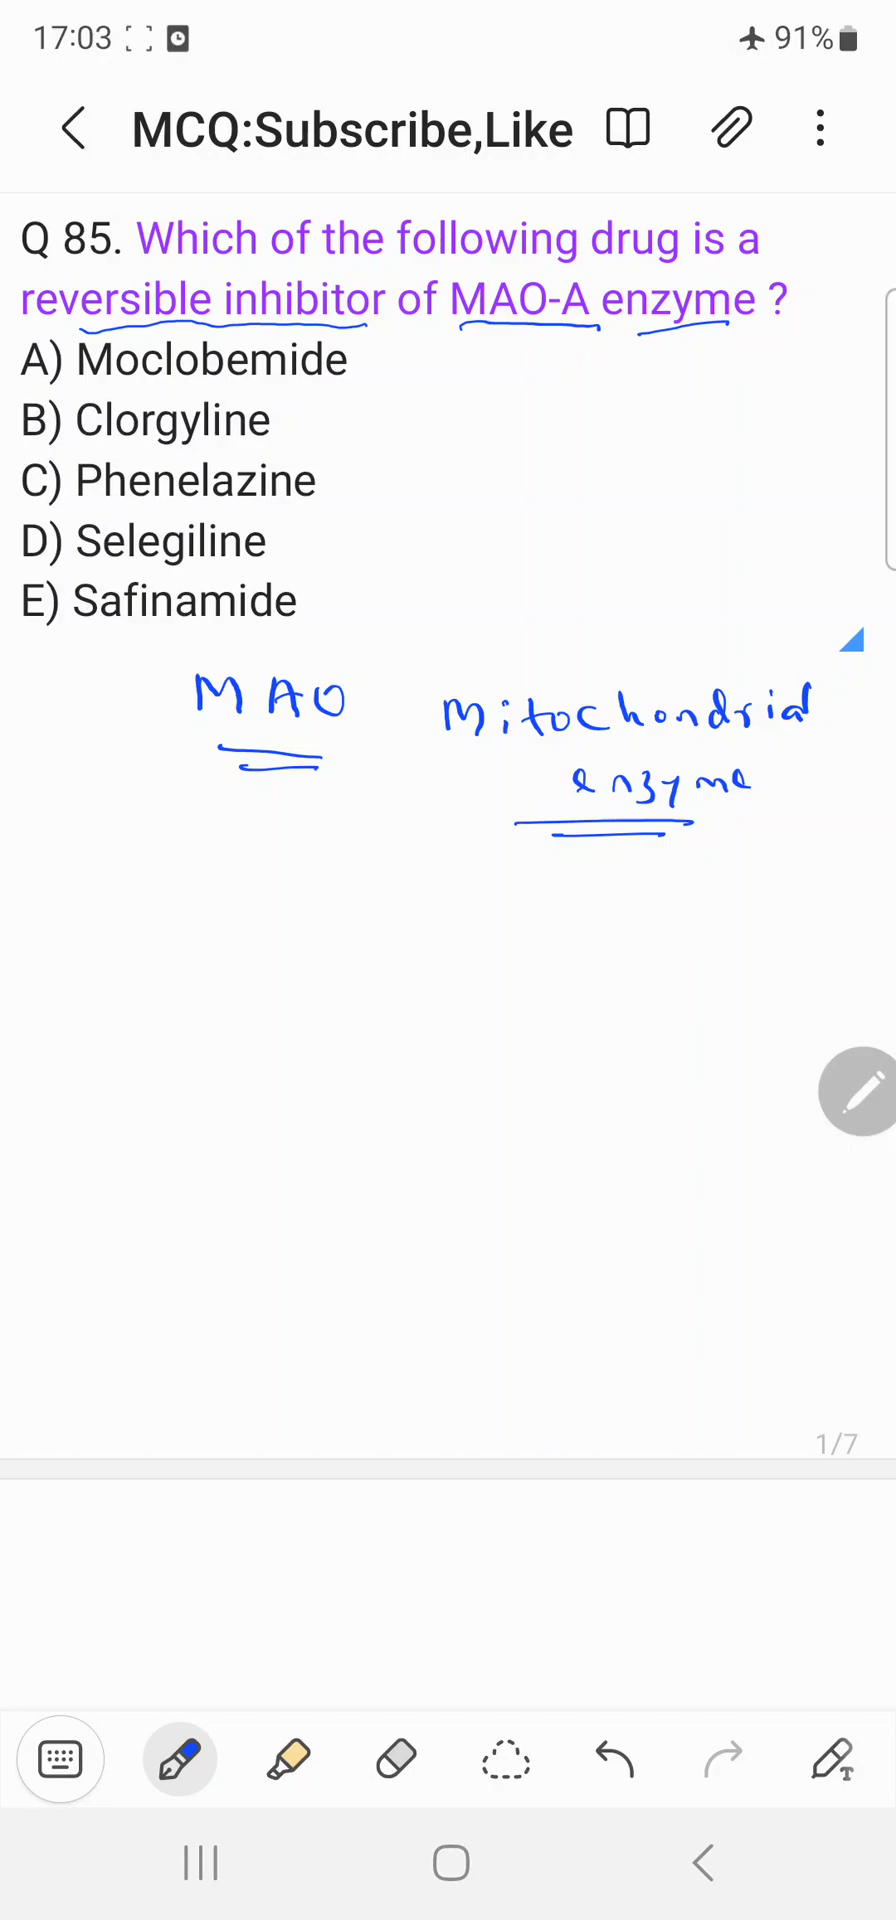 17:03 91%
MCQ:Subscribe,Like
Q 85. Which of the following drug is a
reversible inhibitor of MAO-A enzyme ?
A) Moclobemide
B) Clorgyline
C) Phenelazine
D) Selegiline
E) Safinamide
MAO Mitochondrial
enzyme
1/7
T